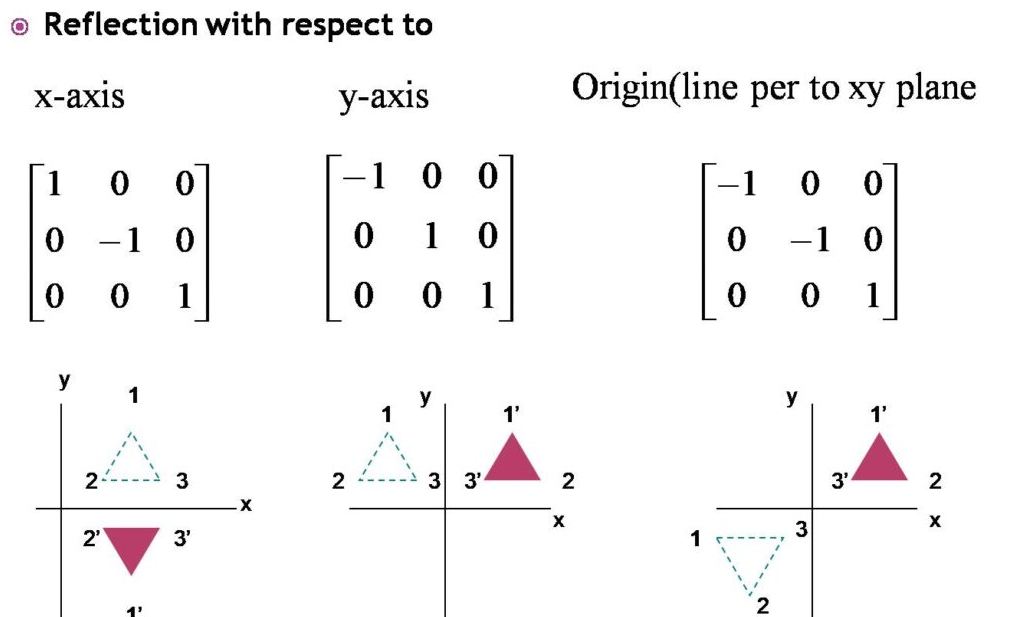 Reflection with respect to
x-axis y-axis Origin(line per to xy plane
1 0 0 −1 0 0 −1 0 0
0 −1 0 0 1 0 0 −1 0
0 0 1 0 0 1 0 0 1
y 1 y 1 1' y 1'
2 3 2 3 3' 2 3' 2
x x x
2' 3' 1 3
1' 2